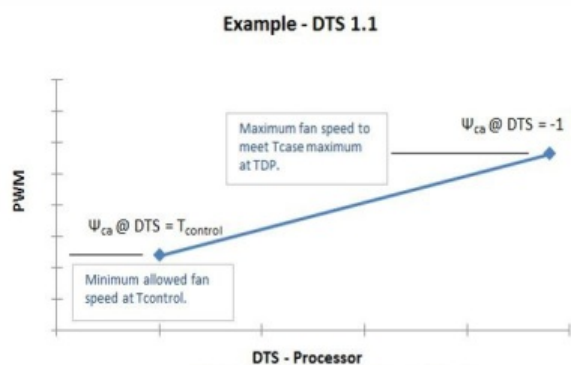 Example - DTS 1.1
Maximum fan speed to
meet Tcase maximum
at TDP.
Ψca @ DTS = -1
PWM
Ψca @ DTS = Tcontrol
Minimum allowed fan
speed at Tcontrol.
DTS - Processor